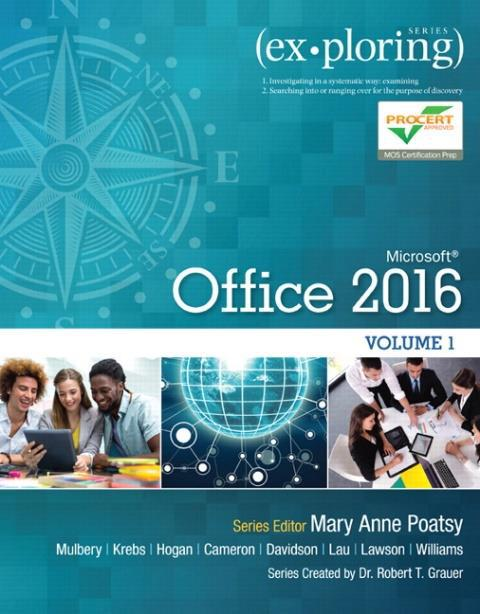 SERIES
(ex•ploring)
1. Investigating in a systematic way: examining
2. Searching into or ranging over for the purpose of discovery
PROCERT
APPROVED
MOS Certification Prep
NE
E
SE
Microsoft®
Office 2016
VOLUME 1
Series Editor Mary Anne Poatsy
Mulbery | Krebs | Hogan | Cameron | Davidson | Lau | Lawson | Williams
Series Created by Dr. Robert T. Grauer